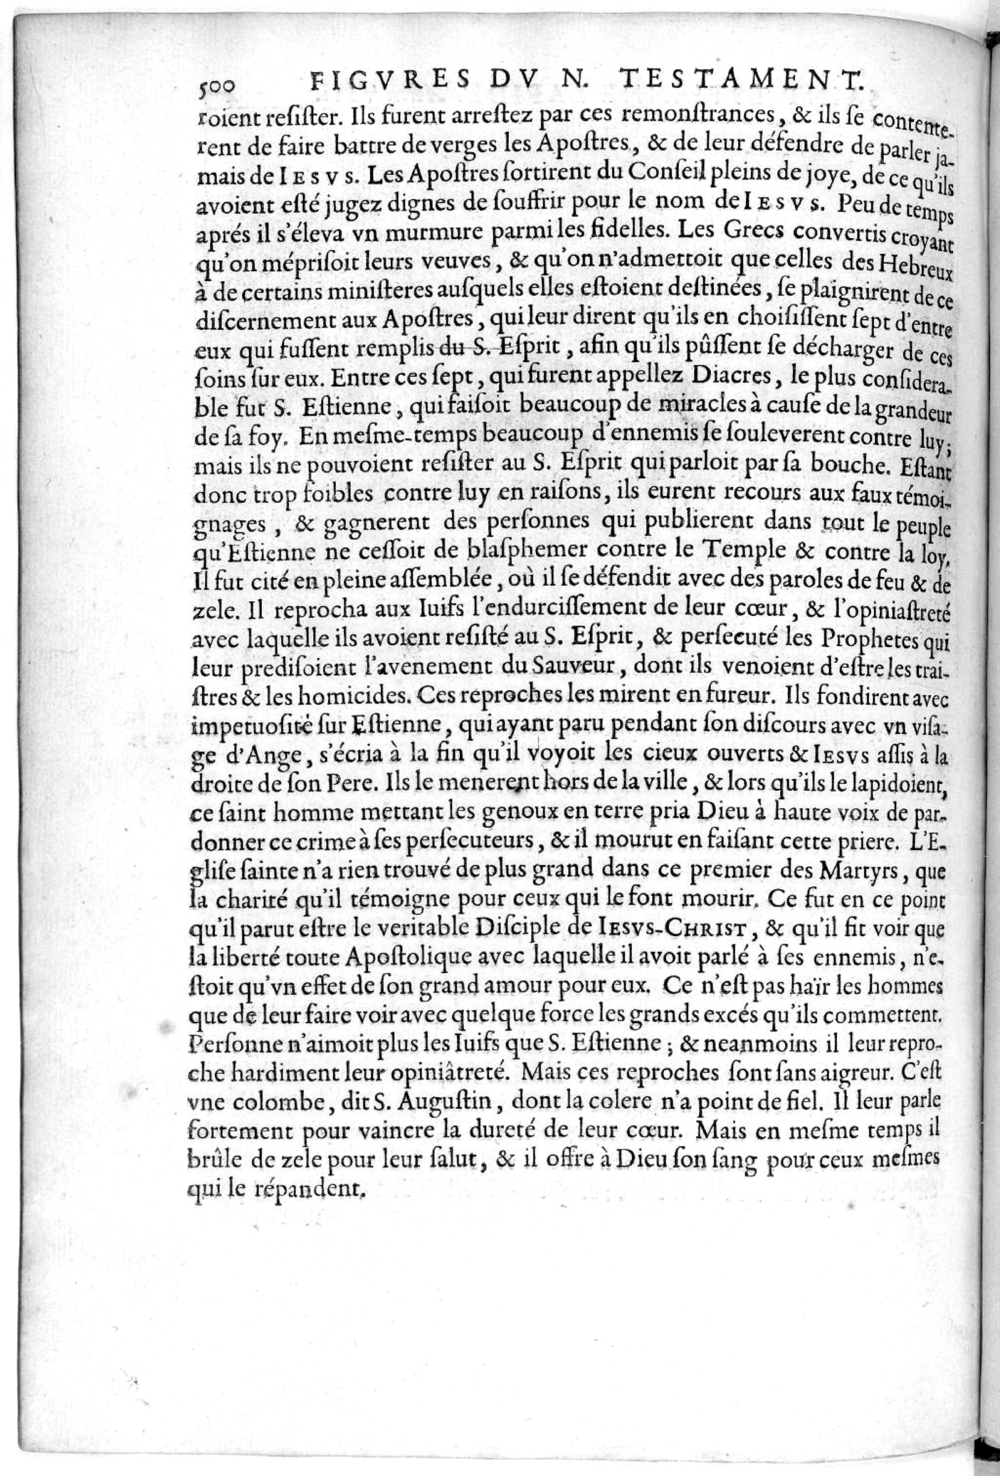 500 FIGVRES DV N. TESTAMENT.
roient reſiſter. Ils furent arreſtez par ces remonſtrances, & ils ſe contente-
rent de faire battre de verges les Apoſtres, & de leur défendre de parler ja-
mais de IESVS. Les Apoſtres ſortirent du Conſeil pleins de joye, de ce qu'ils
avoient eſté jugez dignes de ſouffrir pour le nom de IESVS. Peu de temps
aprés il s'éleva vn murmure parmi les fidelles. Les Grecs convertis croyant
qu'on mépriſoit leurs veuves, & qu'on n'admettoit que celles des Hebreux
à de certains miniſteres auſquels elles eſtoient deſtinées, ſe plaignirent de ce
diſcernement aux Apoſtres, qui leur dirent qu'ils en choiſiſſent ſept d'entre
eux qui fuſſent remplis du S. Eſprit, afin qu'ils pûſſent ſe décharger de ces
ſoins ſur eux. Entre ces ſept, qui furent appellez Diacres, le plus conſidera-
ble fut S. Eſtienne, qui faiſoit beaucoup de miracles à cauſe de la grandeur
de ſa foy. En meſme-temps beaucoup d'ennemis ſe ſouleverent contre luy;
mais ils ne pouvoient reſiſter au S. Eſprit qui parloit par ſa bouche. Eſtant
donc trop foibles contre luy en raiſons, ils eurent recours aux faux témoi-
gnages, & gagnerent des perſonnes qui publierent dans tout le peuple
qu'Eſtienne ne ceſſoit de blaſphemer contre le Temple & contre la loy.
Il fut cité en pleine aſſemblée, où il ſe défendit avec des paroles de feu & de
zele. Il reprocha aux Iuifs l'endurciſſement de leur cœur, & l'opiniaſtreté
avec laquelle ils avoient reſiſté au S. Eſprit, & perſecuté les Prophetes qui
leur prediſoient l'avenement du Sauveur, dont ils venoient d'eſtre les trai-
ſtres & les homicides. Ces reproches les mirent en fureur. Ils fondirent avec
impetuoſité ſur Eſtienne, qui ayant paru pendant ſon diſcours avec vn viſa-
ge d'Ange, s'écria à la fin qu'il voyoit les cieux ouverts & IESVS aſſis à la
droite de ſon Pere. Ils le menerent hors de la ville, & lors qu'ils le lapidoient,
ce ſaint homme mettant les genoux en terre pria Dieu à haute voix de par-
donner ce crime à ſes perſecuteurs, & il mourut en faiſant cette priere. L'E-
gliſe ſainte n'a rien trouvé de plus grand dans ce premier des Martyrs, que
la charité qu'il témoigne pour ceux qui le font mourir. Ce fut en ce point
qu'il parut eſtre le veritable Diſciple de IESVS-CHRIST, & qu'il fit voir que
la liberté toute Apoſtolique avec laquelle il avoit parlé à ſes ennemis, n'e-
ſtoit qu'vn effet de ſon grand amour pour eux. Ce n'eſt pas haïr les hommes
que de leur faire voir avec quelque force les grands excés qu'ils commettent.
Perſonne n'aimoit plus les Iuifs que S. Eſtienne; & neanmoins il leur repro-
che hardiment leur opiniâtreté. Mais ces reproches ſont ſans aigreur. C'eſt
vne colombe, dit S. Auguſtin, dont la colere n'a point de fiel. Il leur parle
fortement pour vaincre la dureté de leur cœur. Mais en meſme temps il
brûle de zele pour leur ſalut, & il offre à Dieu ſon ſang pour ceux meſmes
qui le répandent.